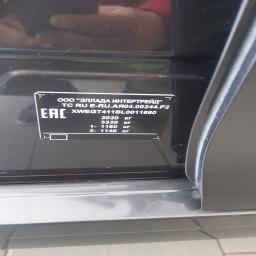 ООО "ЭЛЛАДА ИНТЕРТРЕЙД"
ТС RU E-RU.АЯ04.00244.Р2
XWEGT411BL0011880
EAC
2020 кг
3320 кг
1- 1160 кг
2- 1140 кг